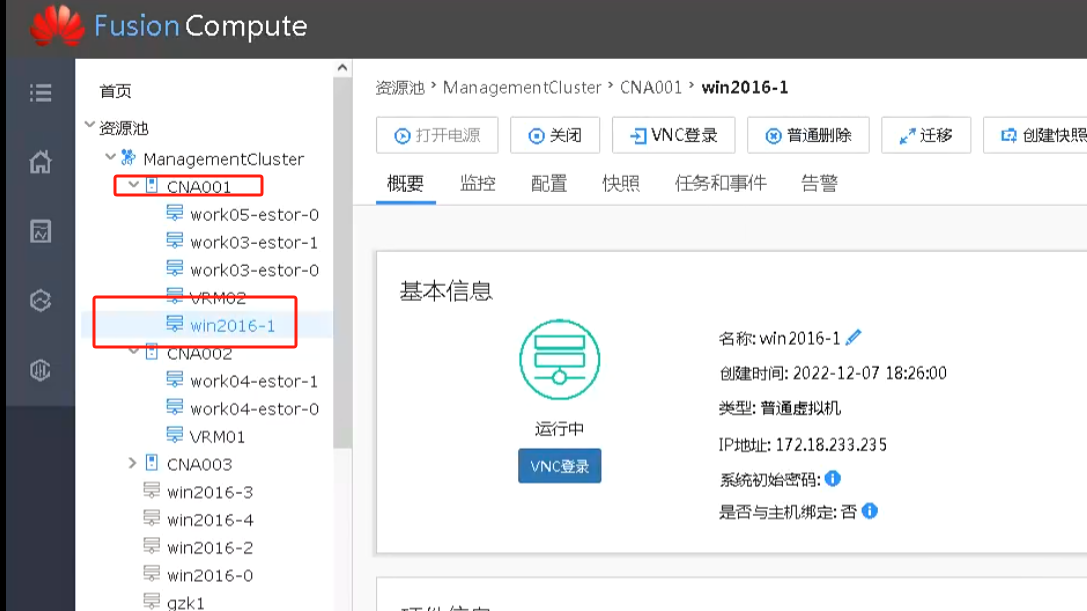 Fusion Compute
首页
资源池
ManagementCluster
CNA001
work05-estor-0
work03-estor-1
work03-estor-0
VRM02
win2016-1
CNA002
work04-estor-1
work04-estor-0
VRM01
CNA003
win2016-3
win2016-4
win2016-2
win2016-0
gzk1
资源池 > ManagementCluster > CNA001 > win2016-1
打开电源 关闭 VNC登录 普通删除 迁移 创建快照
概要 监控 配置 快照 任务和事件 告警
基本信息
运行中
VNC登录
名称: win2016-1
创建时间: 2022-12-07 18:26:00
类型: 普通虚拟机
IP地址: 172.18.233.235
系统初始密码:
是否与主机绑定: 否